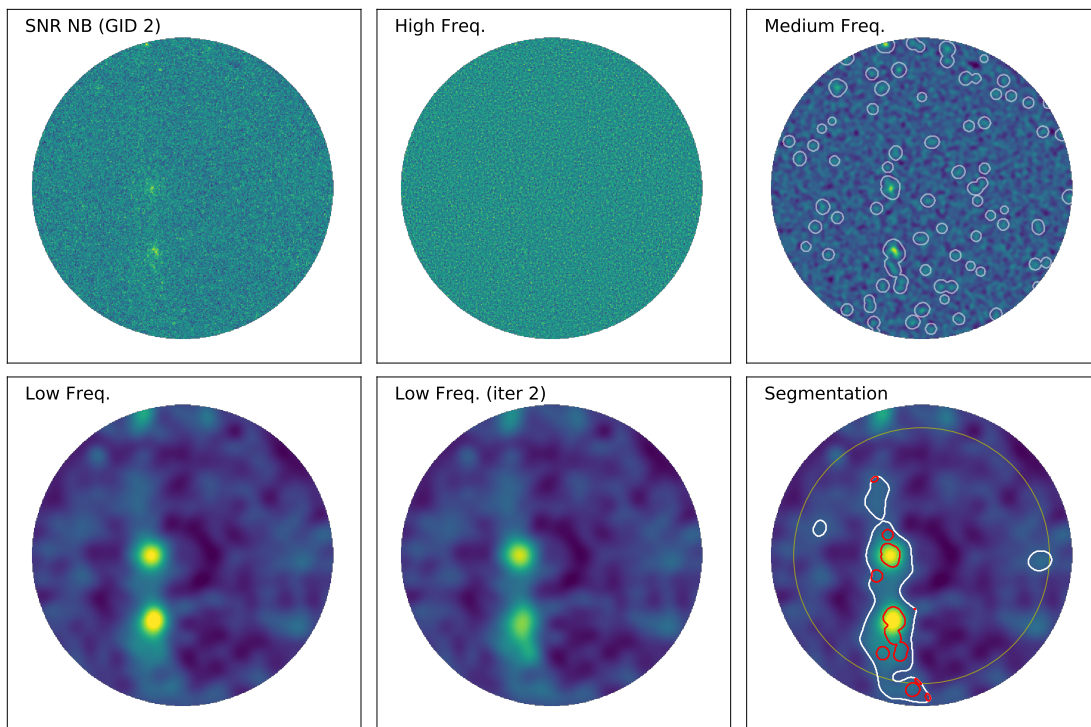 SNR NB (GID 2)
High Freq.
Medium Freq.
Low Freq.
Low Freq. (iter 2)
Segmentation